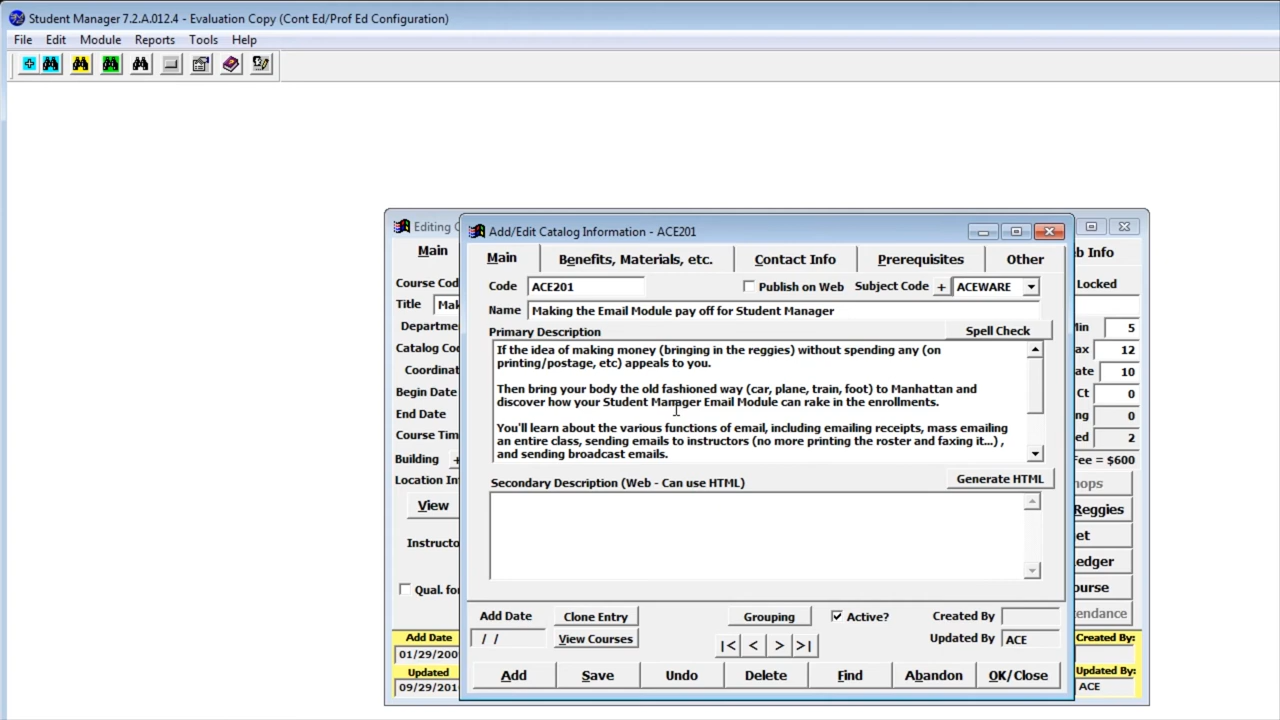 Student Manager 7.2.A.012.4 - Evaluation Copy (Cont Ed/Prof Ed Configuration)
File Edit Module Reports Tools Help
Editing C
Add/Edit Catalog Information - ACE201
Main
b Info
Main Benefits, Materials, etc. Contact Info Prerequisites Other
Course Cod
Locked
Code ACE201 Publish on Web Subject Code + ACEWARE
Title Mak
Name Making the Email Module pay off for Student Manager
Departme
Min 5
Primary Description Spell Check
Catalog Co
ax 12
If the idea of making money (bringing in the reggies) without spending any (on
printing/postage, etc) appeals to you.
Coordinat
ate 10
Then bring your body the old fashioned way (car, plane, train, foot) to Manhattan and
discover how your Student Manager Email Module can rake in the enrollments.
Begin Date
Ct 0
End Date
ng 0
You'll learn about the various functions of email, including emailing receipts, mass emailing
an entire class, sending emails to instructors (no more printing the roster and faxing it...) ,
and sending broadcast emails.
Course Tim
ed 2
Building +
Fee = $600
Location In
hops
Secondary Description (Web - Can use HTML) Generate HTML
View
Reggies
et
Instructo
edger
Qual. fo
ourse
tendance
Add Date Clone Entry Grouping Active? Created By
/ / View Courses |< < > >| Updated By ACE
Add Date
01/29/200
Created By:
Updated
09/29/201
Updated By:
ACE
Add Save Undo Delete Find Abandon OK/Close